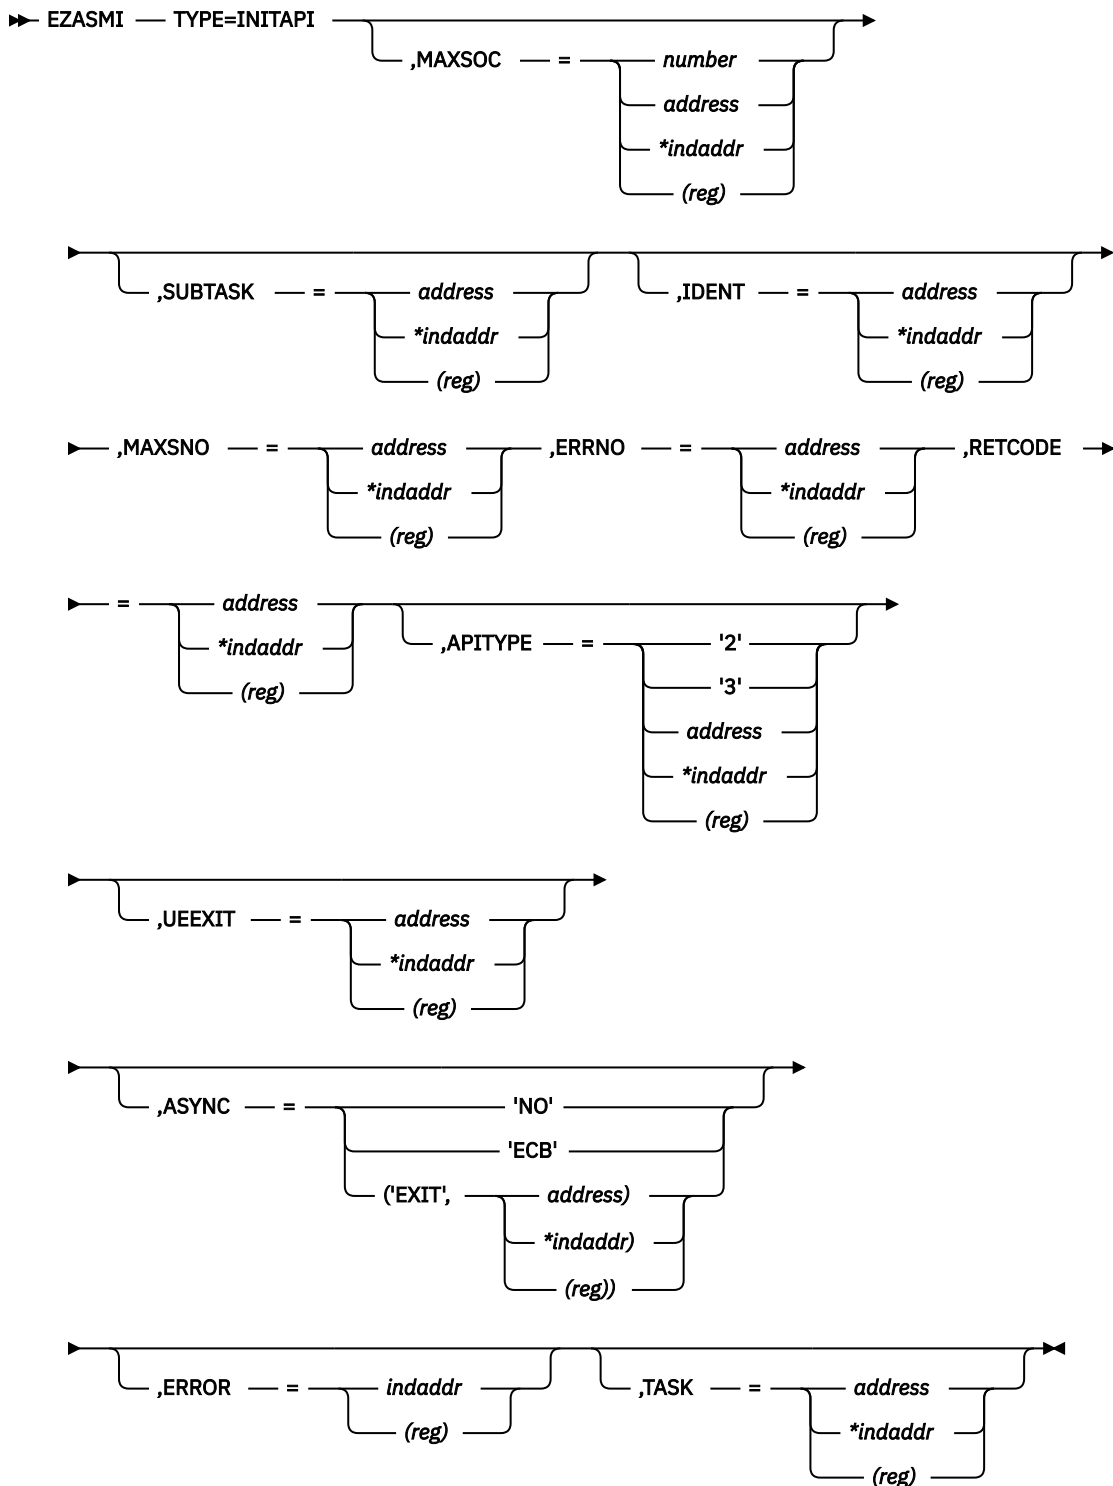 EZASMI TYPE=INITAPI
,MAXSOC = number
address
*indaddr
(reg)
,SUBTASK = address ,IDENT = address
*indaddr *indaddr
(reg) (reg)
,MAXSNO = address ,ERRNO = address ,RETCODE
*indaddr *indaddr
(reg) (reg)
= address
*indaddr ,APITYPE = '2'
(reg) '3'
address
*indaddr
(reg)
,UEEXIT = address
*indaddr
(reg)
,ASYNC = 'NO'
'ECB'
('EXIT', address)
*indaddr)
(reg))
,ERROR = indaddr ,TASK = address
(reg) *indaddr
(reg)